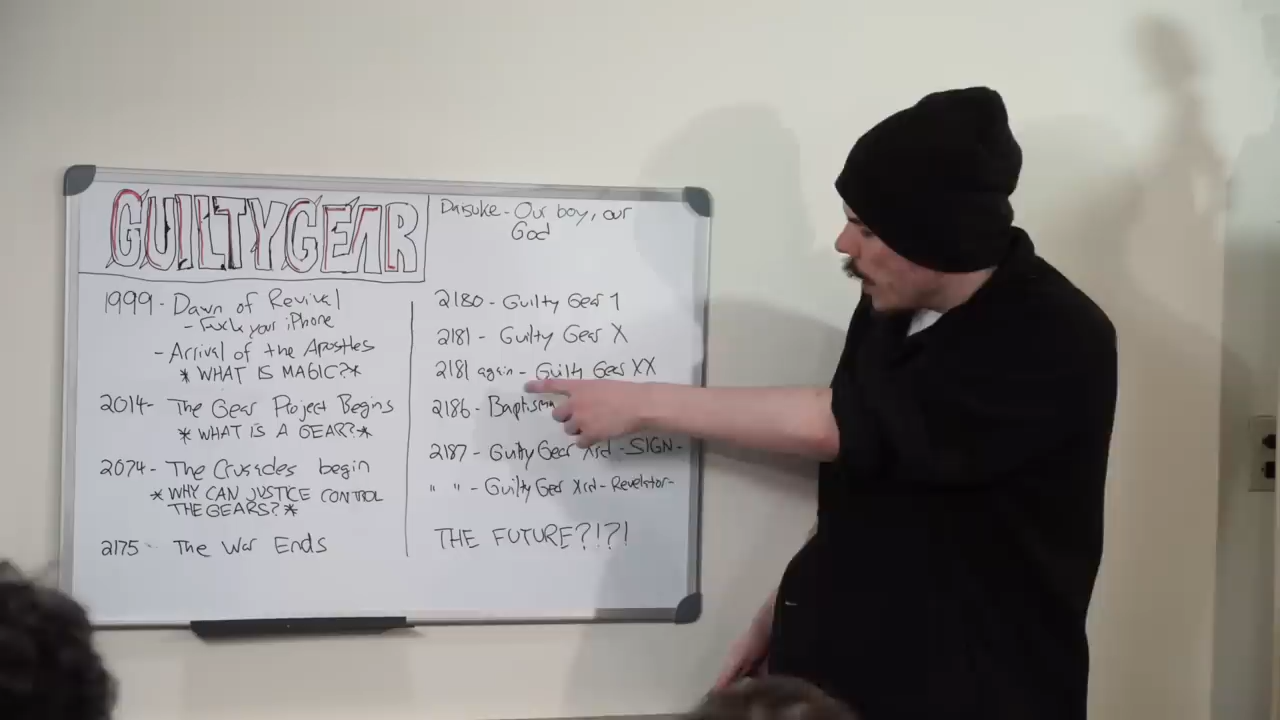 GUILTYGEAR
1999 - Dawn of Revival
- Fuck your iPhone
- Arrival of the Apostles
* WHAT IS MAGIC?*
2014 - The Gear Project Begins
* WHAT IS A GEAR?*
2074 - The Crusades begin
* WHY CAN JUSTICE CONTROL
THE GEARS?*
2175 - The War Ends
Daisuke - Our boy, our
God
2180 - Guilty Gear 1
2181 - Guilty Gear X
2181 again - Guilty Gear XX
2186 -
2187 - Guilty Gear Xrd -SIGN-
" " - Guilty Gear Xrd -Revelator-
THE FUTURE?!?!